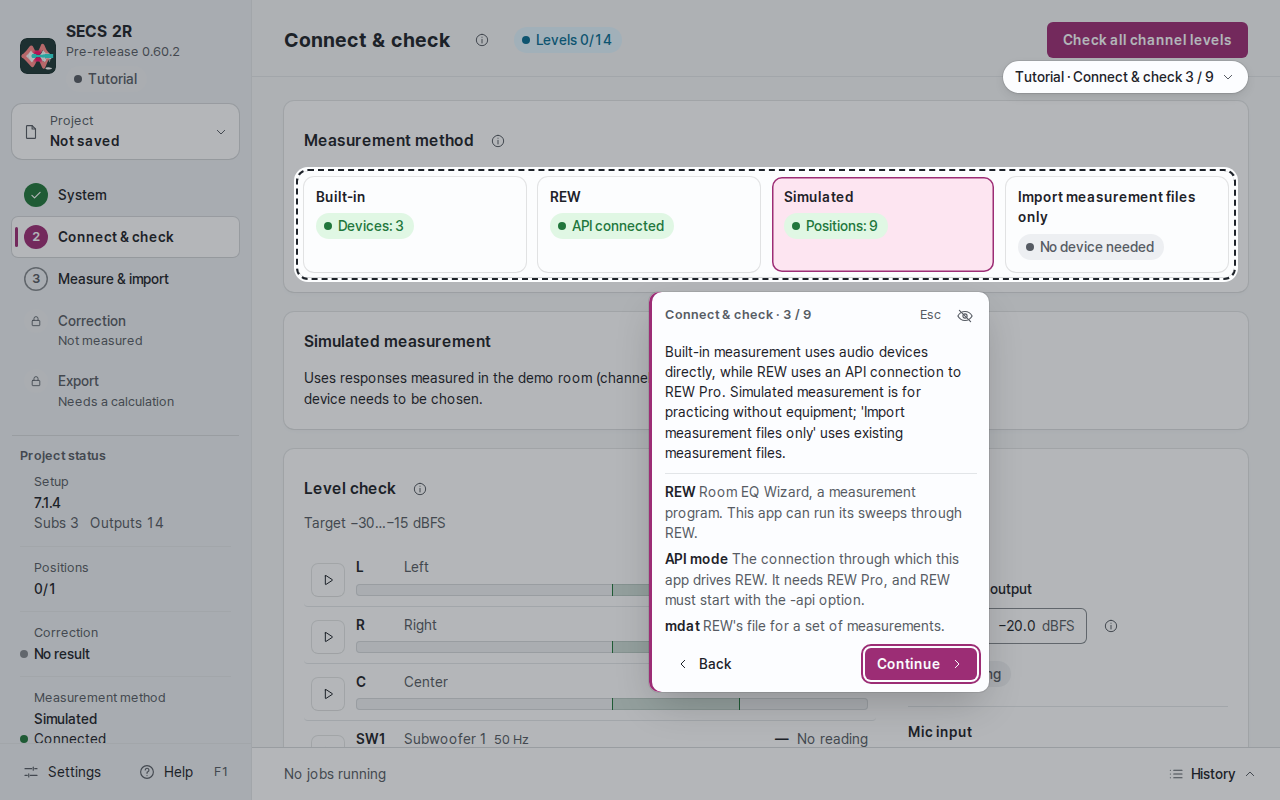 SECS 2R
Pre-release 0.60.2
Tutorial
Project
Not saved
System
2 Connect & check
3 Measure & import
Correction
Not measured
Export
Needs a calculation
Project status
Setup
7.1.4
Subs 3 Outputs 14
Positions
0/1
Correction
No result
Measurement method
Simulated
Connected
Settings
Help F1
Connect & check
Levels 0/14
Check all channel levels
Tutorial · Connect & check 3 / 9
Measurement method
Built-in
Devices: 3
REW
API connected
Simulated
Positions: 9
Import measurement files
only
No device needed
Simulated measurement
Uses responses measured in the demo room (channe
device needs to be chosen.
Level check
Target −30…−15 dBFS
L Left
R Right
C Center
SW1 Subwoofer 1 50 Hz — No reading
output
−20.0 dBFS
Mic input
Connect & check · 3 / 9 Esc
Built-in measurement uses audio devices
directly, while REW uses an API connection to
REW Pro. Simulated measurement is for
practicing without equipment; 'Import
measurement files only' uses existing
measurement files.
REW Room EQ Wizard, a measurement
program. This app can run its sweeps through
REW.
API mode The connection through which this
app drives REW. It needs REW Pro, and REW
must start with the -api option.
mdat REW's file for a set of measurements.
Back
Continue
No jobs running
History